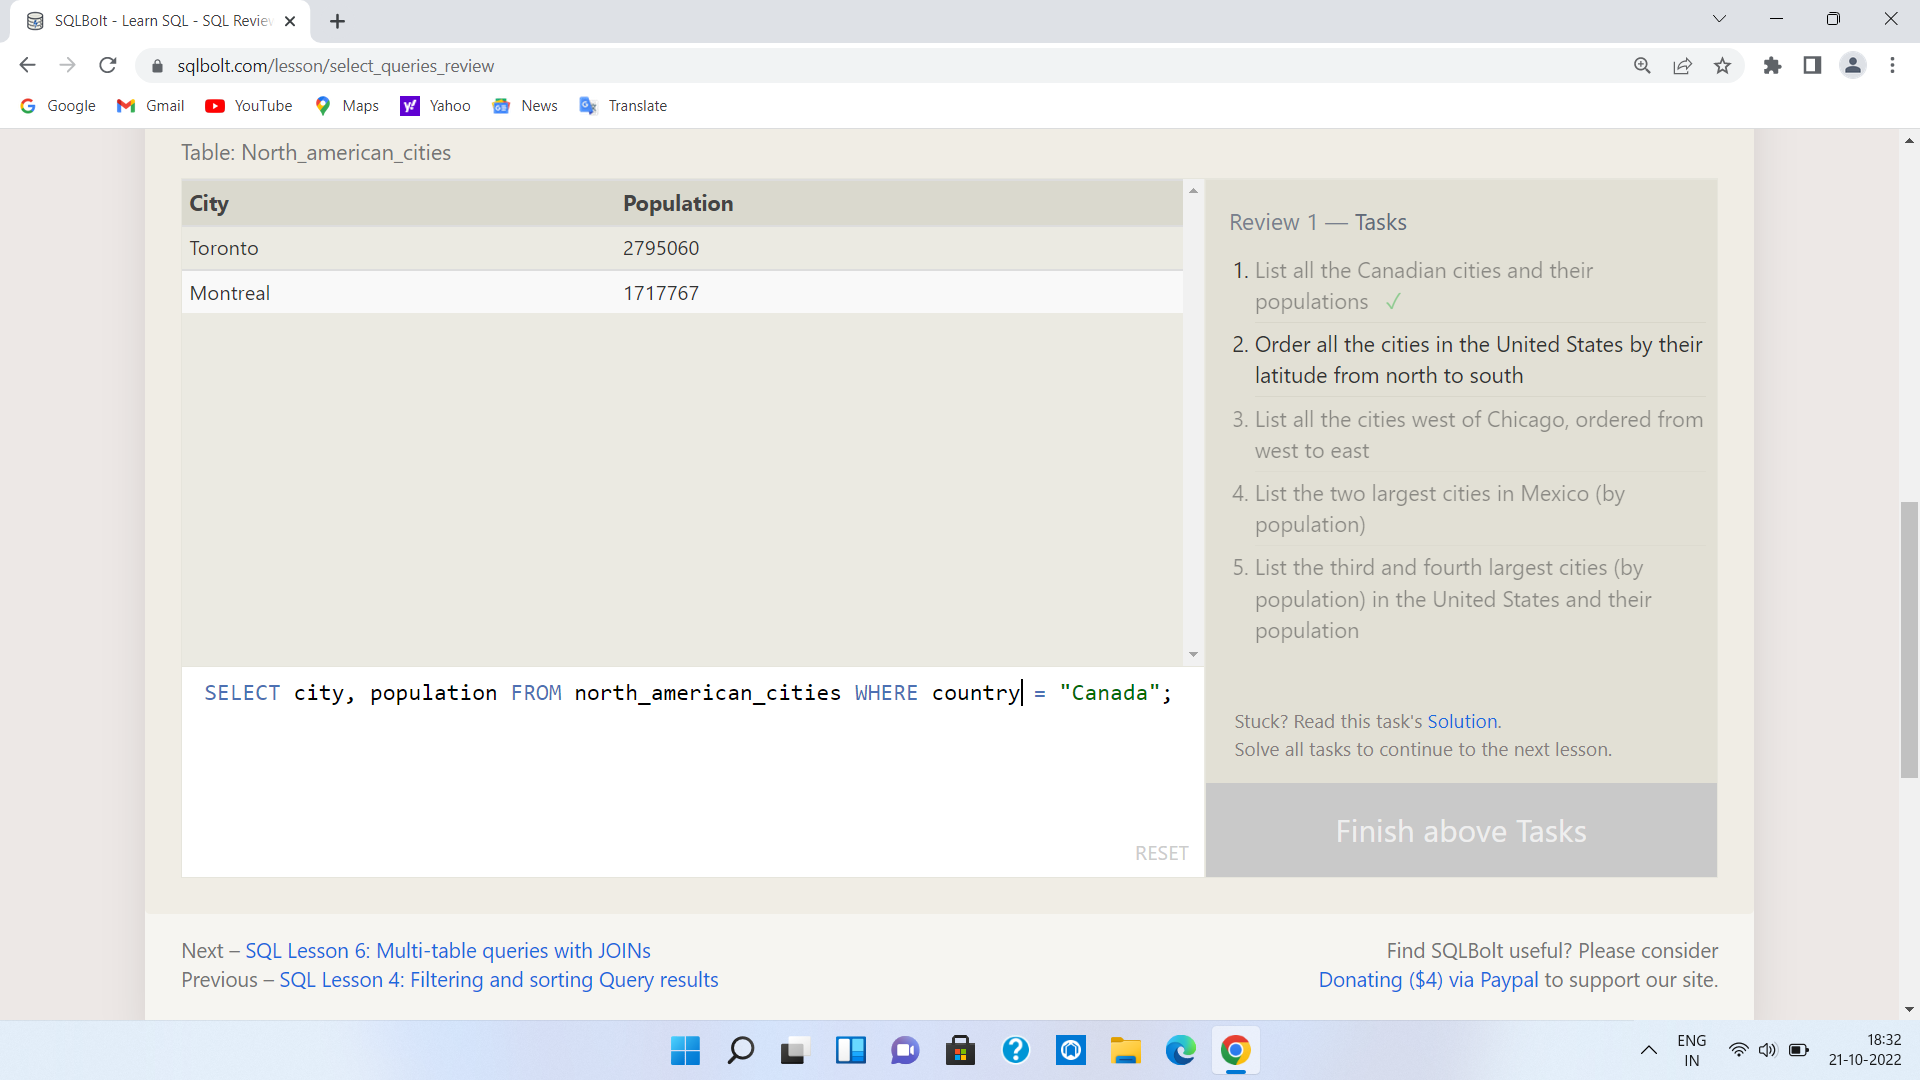 SQLBolt - Learn SQL - SQL Review
sqlbolt.com/lesson/select_queries_review
Google
Gmail
YouTube
Maps
Yahoo
News
Translate
Table: North_american_cities
City Population
Toronto 2795060
Montreal 1717767
SELECT city, population FROM north_american_cities WHERE country = "Canada";
RESET
Review 1 — Tasks
1. List all the Canadian cities and their
populations ✓
2. Order all the cities in the United States by their
latitude from north to south
3. List all the cities west of Chicago, ordered from
west to east
4. List the two largest cities in Mexico (by
population)
5. List the third and fourth largest cities (by
population) in the United States and their
population
Stuck? Read this task's Solution.
Solve all tasks to continue to the next lesson.
Finish above Tasks
Next – SQL Lesson 6: Multi-table queries with JOINs
Previous – SQL Lesson 4: Filtering and sorting Query results
Find SQLBolt useful? Please consider
Donating ($4) via Paypal to support our site.
ENG
IN
18:32
21-10-2022